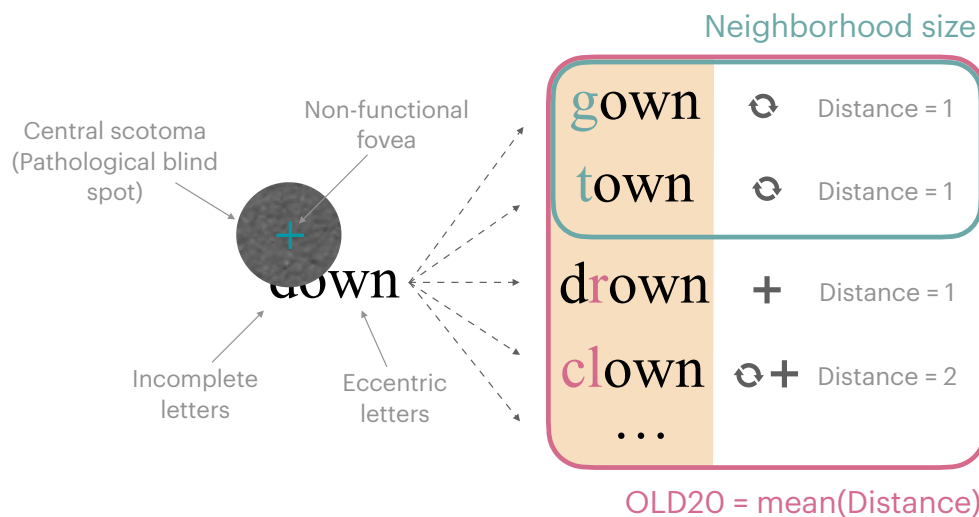 Neighborhood size
Non-functional
fovea
Central scotoma
(Pathological blind
spot)
down
Incomplete
letters
Eccentric
letters
gown Distance = 1
town Distance = 1
drown + Distance = 1
clown + Distance = 2
...
OLD20 = mean(Distance)